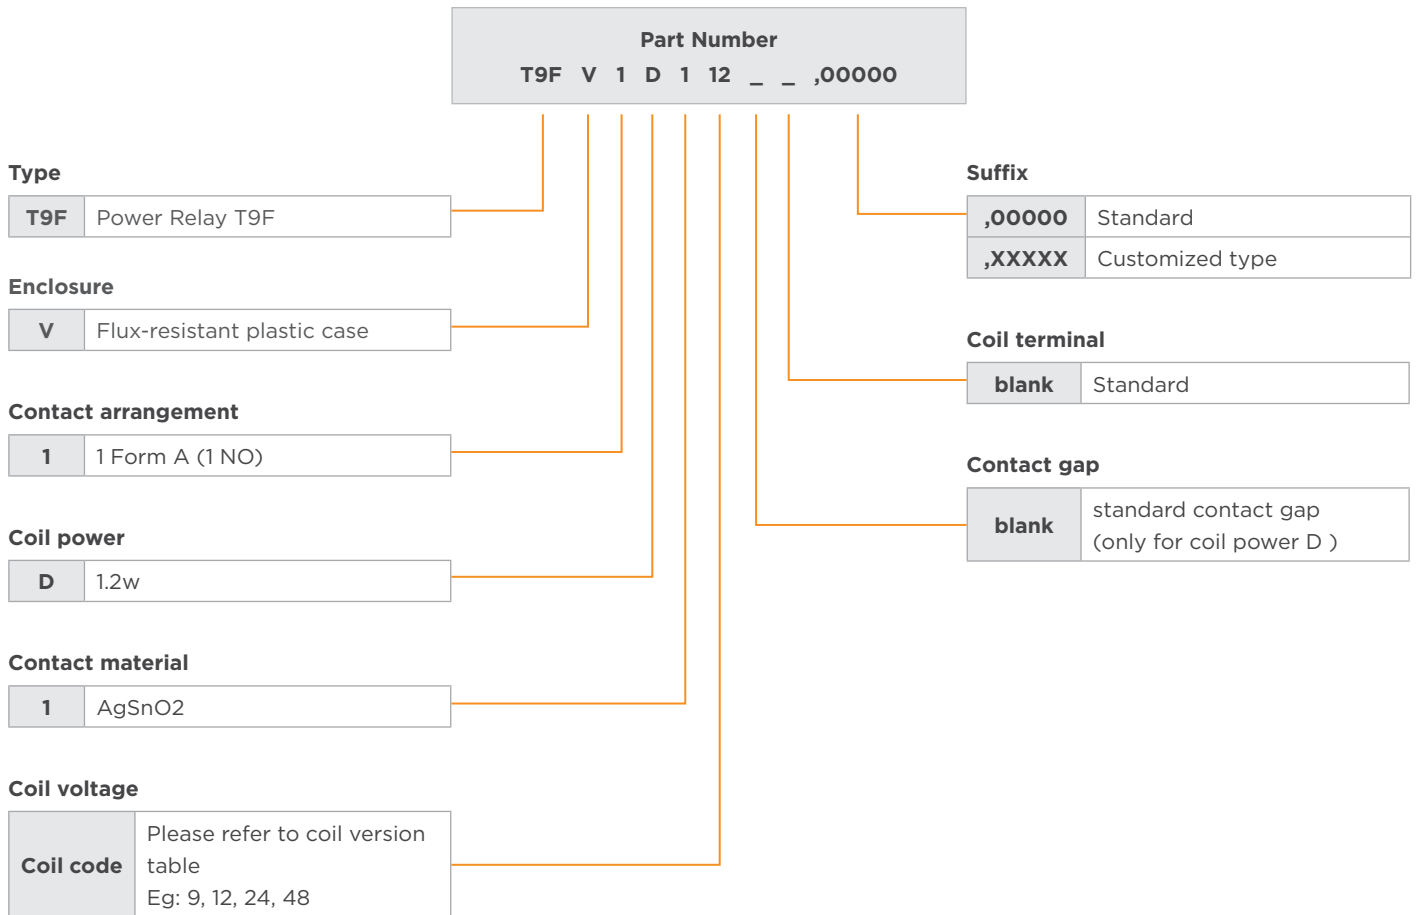 Part Number
T9F V 1 D 1 12 _ _ ,00000
Type
T9F Power Relay T9F
Enclosure
V Flux-resistant plastic case
Contact arrangement
1 1 Form A (1 NO)
Coil power
D 1.2w
Contact material
1 AgSnO2
Coil voltage
Coil code
Please refer to coil version
table
Eg: 9, 12, 24, 48
Suffix
,00000 Standard
,XXXXX Customized type
Coil terminal
blank Standard
Contact gap
blank
standard contact gap
(only for coil power D )